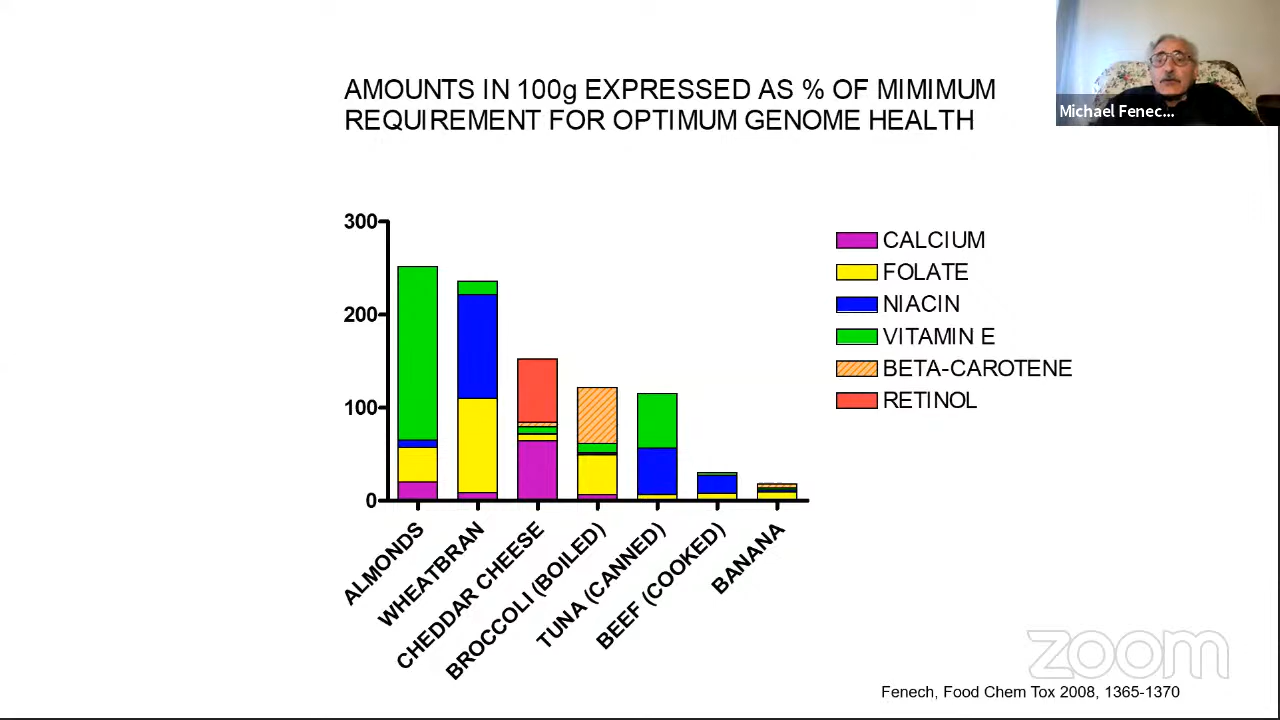 AMOUNTS IN 100g EXPRESSED AS % OF MIMIMUM
REQUIREMENT FOR OPTIMUM GENOME HEALTH
Michael Fenec...
300
200
100
0
CALCIUM
FOLATE
NIACIN
VITAMIN E
BETA-CAROTENE
RETINOL
ALMONDS
WHEATBRAN
CHEDDAR CHEESE
BROCCOLI (BOILED)
TUNA (CANNED)
BEEF (COOKED)
BANANA
zoom
Fenech, Food Chem Tox 2008, 1365-1370